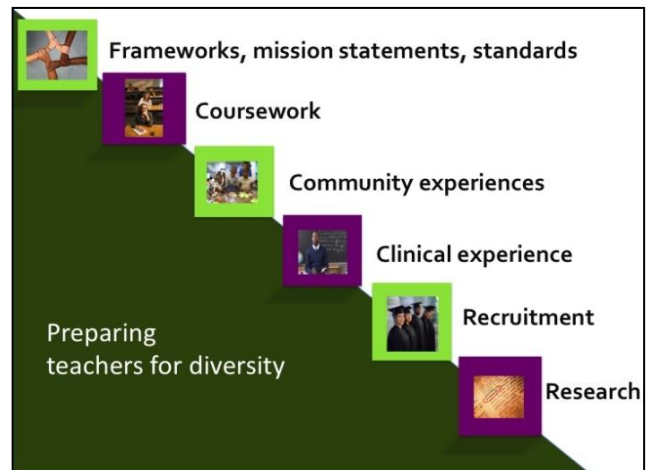 Frameworks, mission statements, standards
Coursework
Community experiences
Clinical experience
Recruitment
Preparing
teachers for diversity
Research